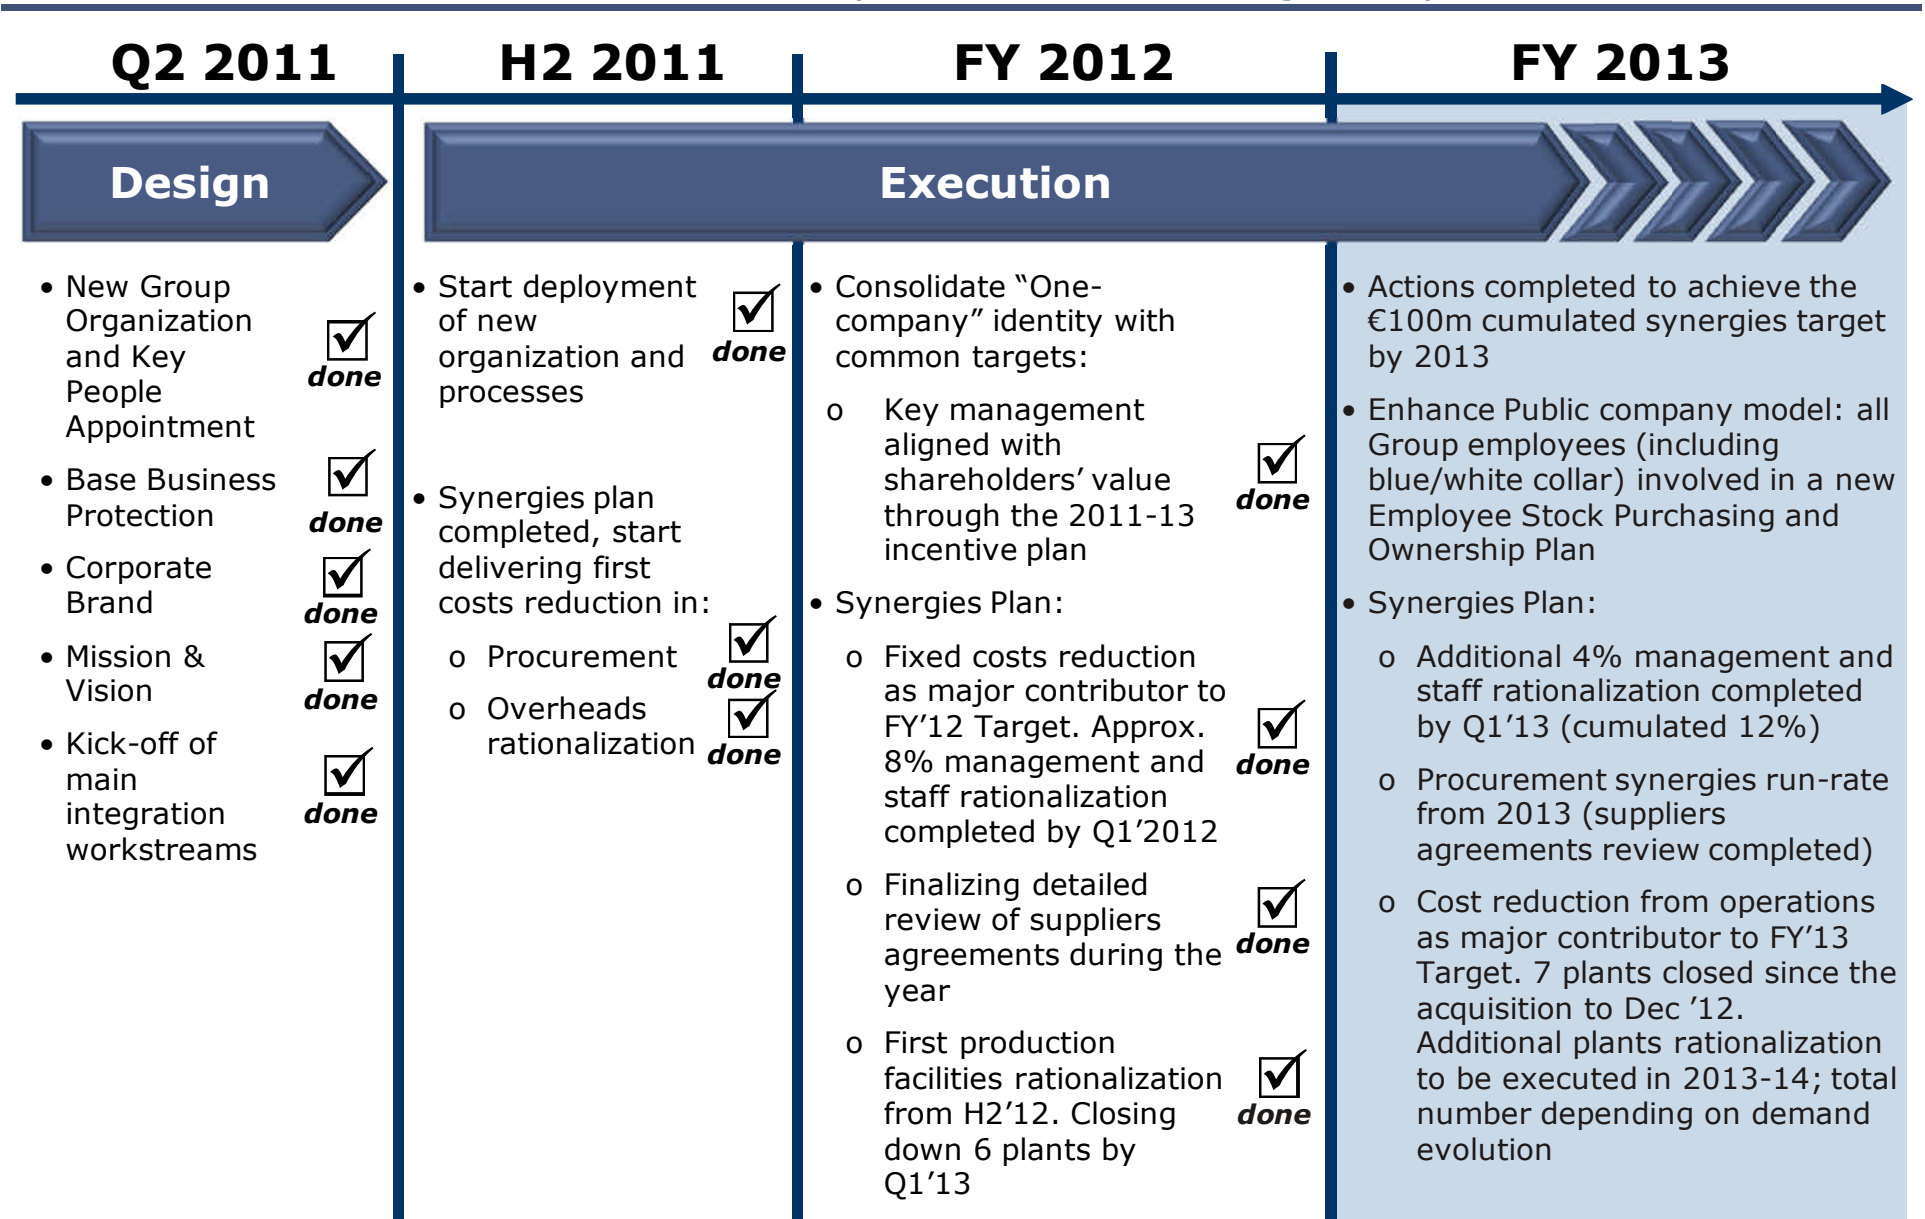 Q2 2011
H2 2011
FY 2012
FY 2013
Design
Execution
• New Group
Organization
and Key
People
Appointment
done
• Base Business
Protection
done
• Corporate
Brand
done
• Mission &
Vision
done
• Kick-off of
main
integration
workstreams
done
• Start deployment
of new
organization and
processes
done
• Synergies plan
completed, start
delivering first
costs reduction in:
o Procurement
done
o Overheads
rationalization
done
• Consolidate “One-
company” identity with
common targets:
o Key management
aligned with
shareholders’ value
through the 2011-13
incentive plan
done
• Synergies Plan:
o Fixed costs reduction
as major contributor to
FY’12 Target. Approx.
8% management and
staff rationalization
completed by Q1’2012
done
o Finalizing detailed
review of suppliers
agreements during the
year
done
o First production
facilities rationalization
from H2’12. Closing
down 6 plants by
Q1’13
done
• Actions completed to achieve the
€100m cumulated synergies target
by 2013
• Enhance Public company model: all
Group employees (including
blue/white collar) involved in a new
Employee Stock Purchasing and
Ownership Plan
• Synergies Plan:
o Additional 4% management and
staff rationalization completed
by Q1’13 (cumulated 12%)
o Procurement synergies run-rate
from 2013 (suppliers
agreements review completed)
o Cost reduction from operations
as major contributor to FY’13
Target. 7 plants closed since the
acquisition to Dec ’12.
Additional plants rationalization
to be executed in 2013-14; total
number depending on demand
evolution